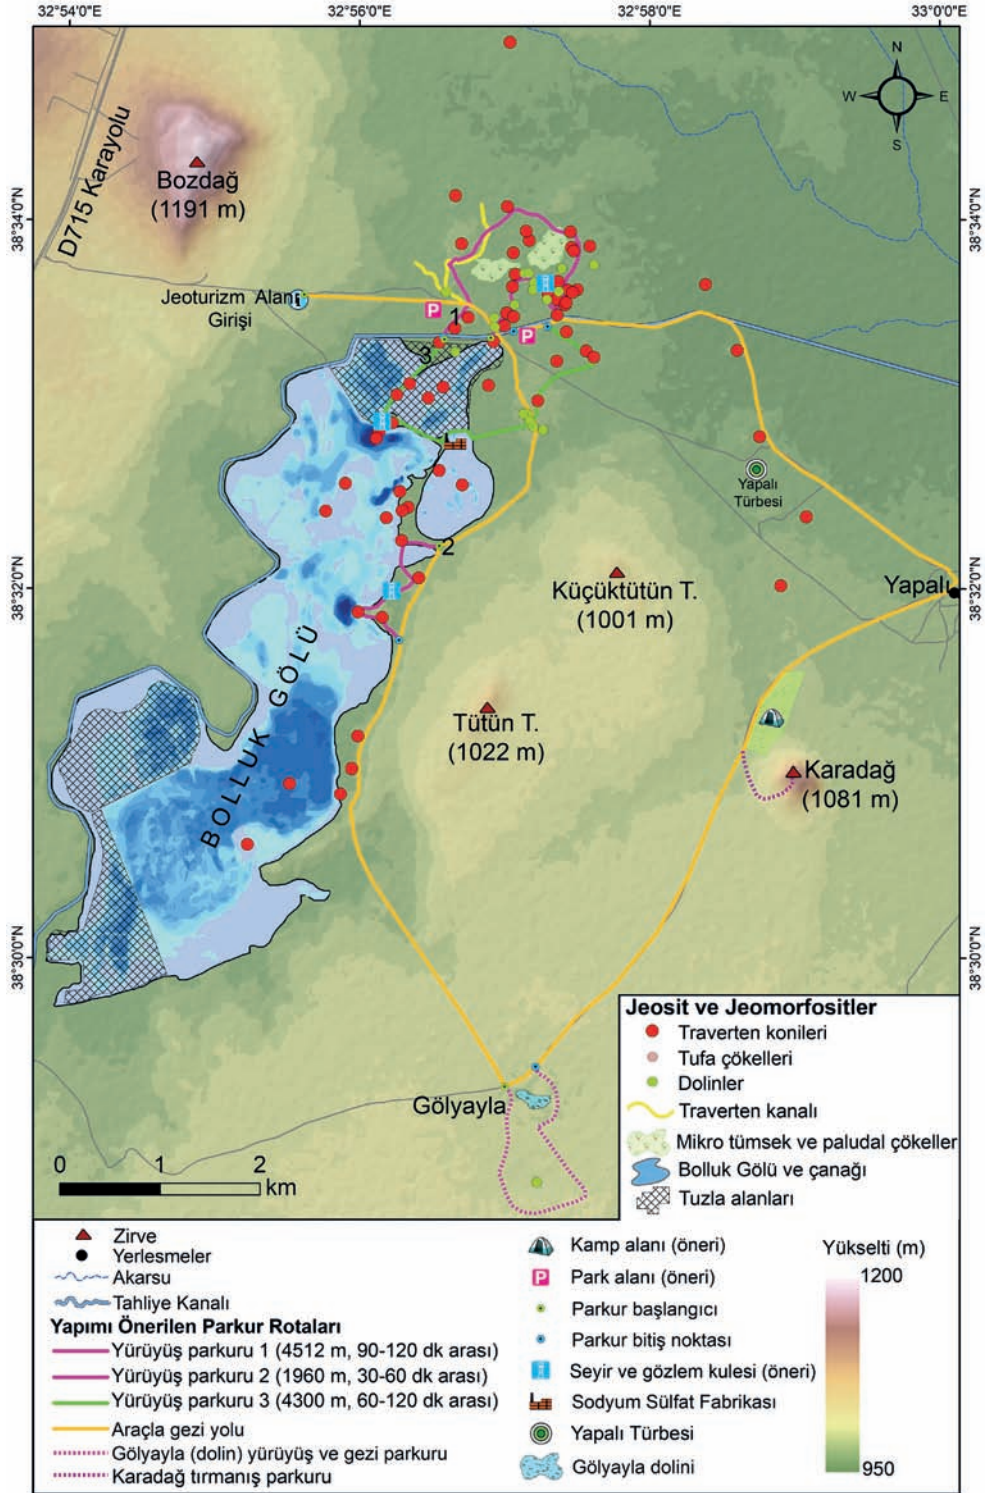 32°54'0"E
32°56'0"E
32°58'0"E
33°0'0"E
N
W
E
S
D715 Karayolu
Bozdağ
(1191 m)
38°34'0"N
38°34'0"N
Jeoturizm Alanı
Girişi
i
P
1
P
3
Yapalı
Türbesi
2
38°32'0"N
38°32'0"N
Küçüktütün T.
(1001 m)
Yapalı
BOLLUK GÖLÜ
Tütün T.
(1022 m)
Karadağ
(1081 m)
38°30'0"N
38°30'0"N
Gölyayla
0 1 2
km
Jeosit ve Jeomorfositler
Traverten konileri
Tufa çökelleri
Dolinler
Traverten kanalı
Mikro tümsek ve paludal çökeller
Bolluk Gölü ve çanağı
Tuzla alanları
Zirve
Yerlesmeler
Akarsu
Tahliye Kanalı
Yapımı Önerilen Parkur Rotaları
Yürüyüş parkuru 1 (4512 m, 90-120 dk arası)
Yürüyüş parkuru 2 (1960 m, 30-60 dk arası)
Yürüyüş parkuru 3 (4300 m, 60-120 dk arası)
Araçla gezi yolu
Gölyayla (dolin) yürüyüş ve gezi parkuru
Karadağ tırmanış parkuru
Kamp alanı (öneri)
P
Park alanı (öneri)
Parkur başlangıcı
Parkur bitiş noktası
Seyir ve gözlem kulesi (öneri)
Sodyum Sülfat Fabrikası
Yapalı Türbesi
Gölyayla dolini
Yükselti (m)
1200
950